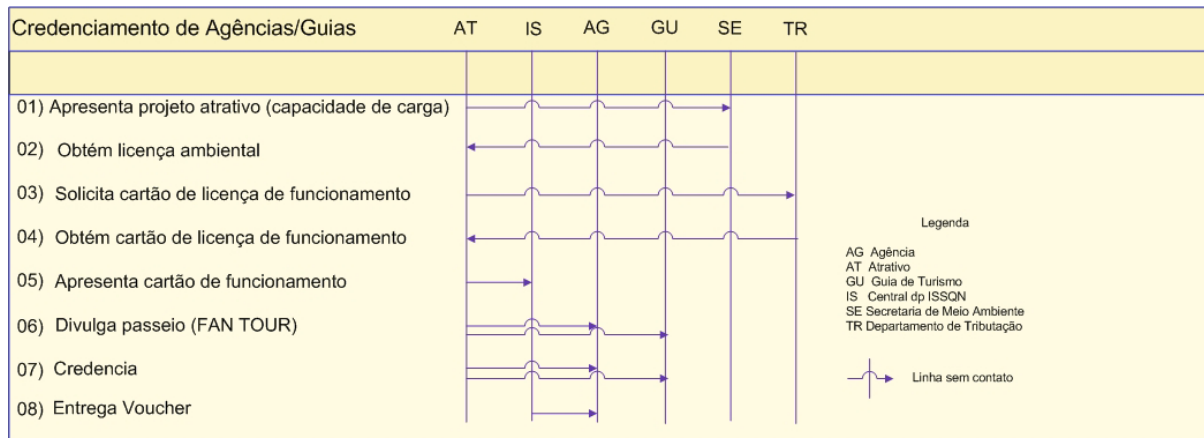 Credenciamento de Agências/Guias AT IS AG GU SE TR
01) Apresenta projeto atrativo (capacidade de carga)
02) Obtém licença ambiental
03) Solicita cartão de licença de funcionamento
04) Obtém cartão de licença de funcionamento
05) Apresenta cartão de funcionamento
06) Divulga passeio (FAN TOUR)
07) Credencia
08) Entrega Voucher
Legenda
AG Agência
AT Atrativo
GU Guia de Turismo
IS Central dp ISSQN
SE Secretaria de Meio Ambiente
TR Departamento de Tributação
Linha sem contato